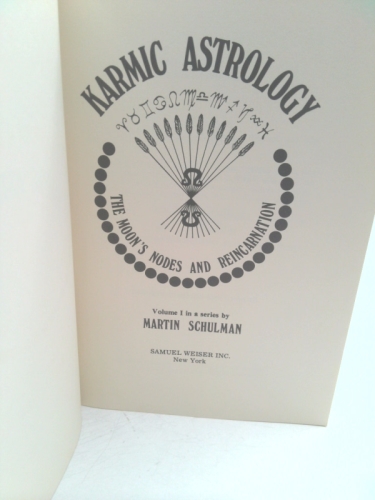 KARMIC ASTROLOGY
♈♉♊♋♌♍♎♏♐♑♒♓
THE MOON'S NODES AND REINCARNATION
Volume I in a series by
MARTIN SCHULMAN
SAMUEL WEISER INC.
New York